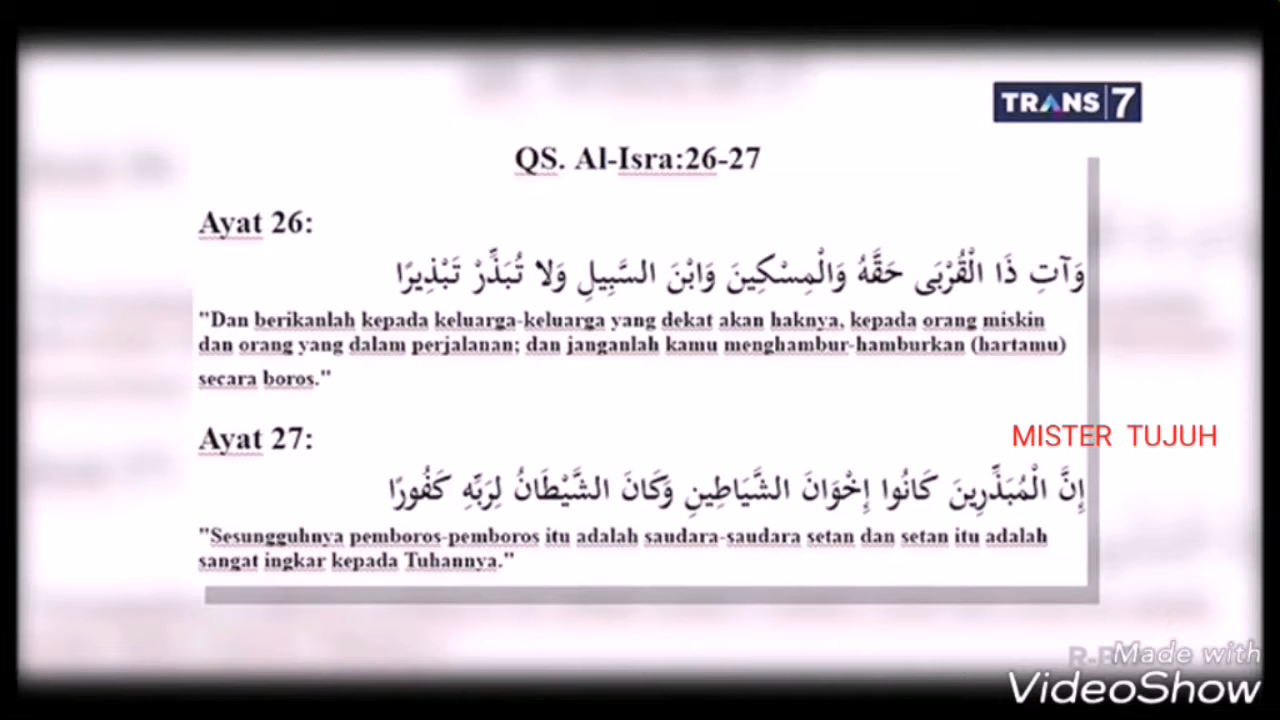 TRANS|7
QS. Al-Isra:26-27
Ayat 26:
وَآتِ ذَا الْقُرْبَى حَقَّهُ وَالْمِسْكِينَ وَابْنَ السَّبِيلِ وَلا تُبَذِّرْ تَبْذِيرًا
"Dan berikanlah kepada keluarga-keluarga yang dekat akan haknya, kepada orang miskin
dan orang yang dalam perjalanan; dan janganlah kamu menghambur-hamburkan (hartamu)
secara boros."
Ayat 27:
MISTER TUJUH
إِنَّ الْمُبَذِّرِينَ كَانُوا إِخْوَانَ الشَّيَاطِينِ وَكَانَ الشَّيْطَانُ لِرَبِّهِ كَفُورًا
"Sesungguhnya pemboros-pemboros itu adalah saudara-saudara setan dan setan itu adalah
sangat ingkar kepada Tuhannya."
Made with
VideoShow